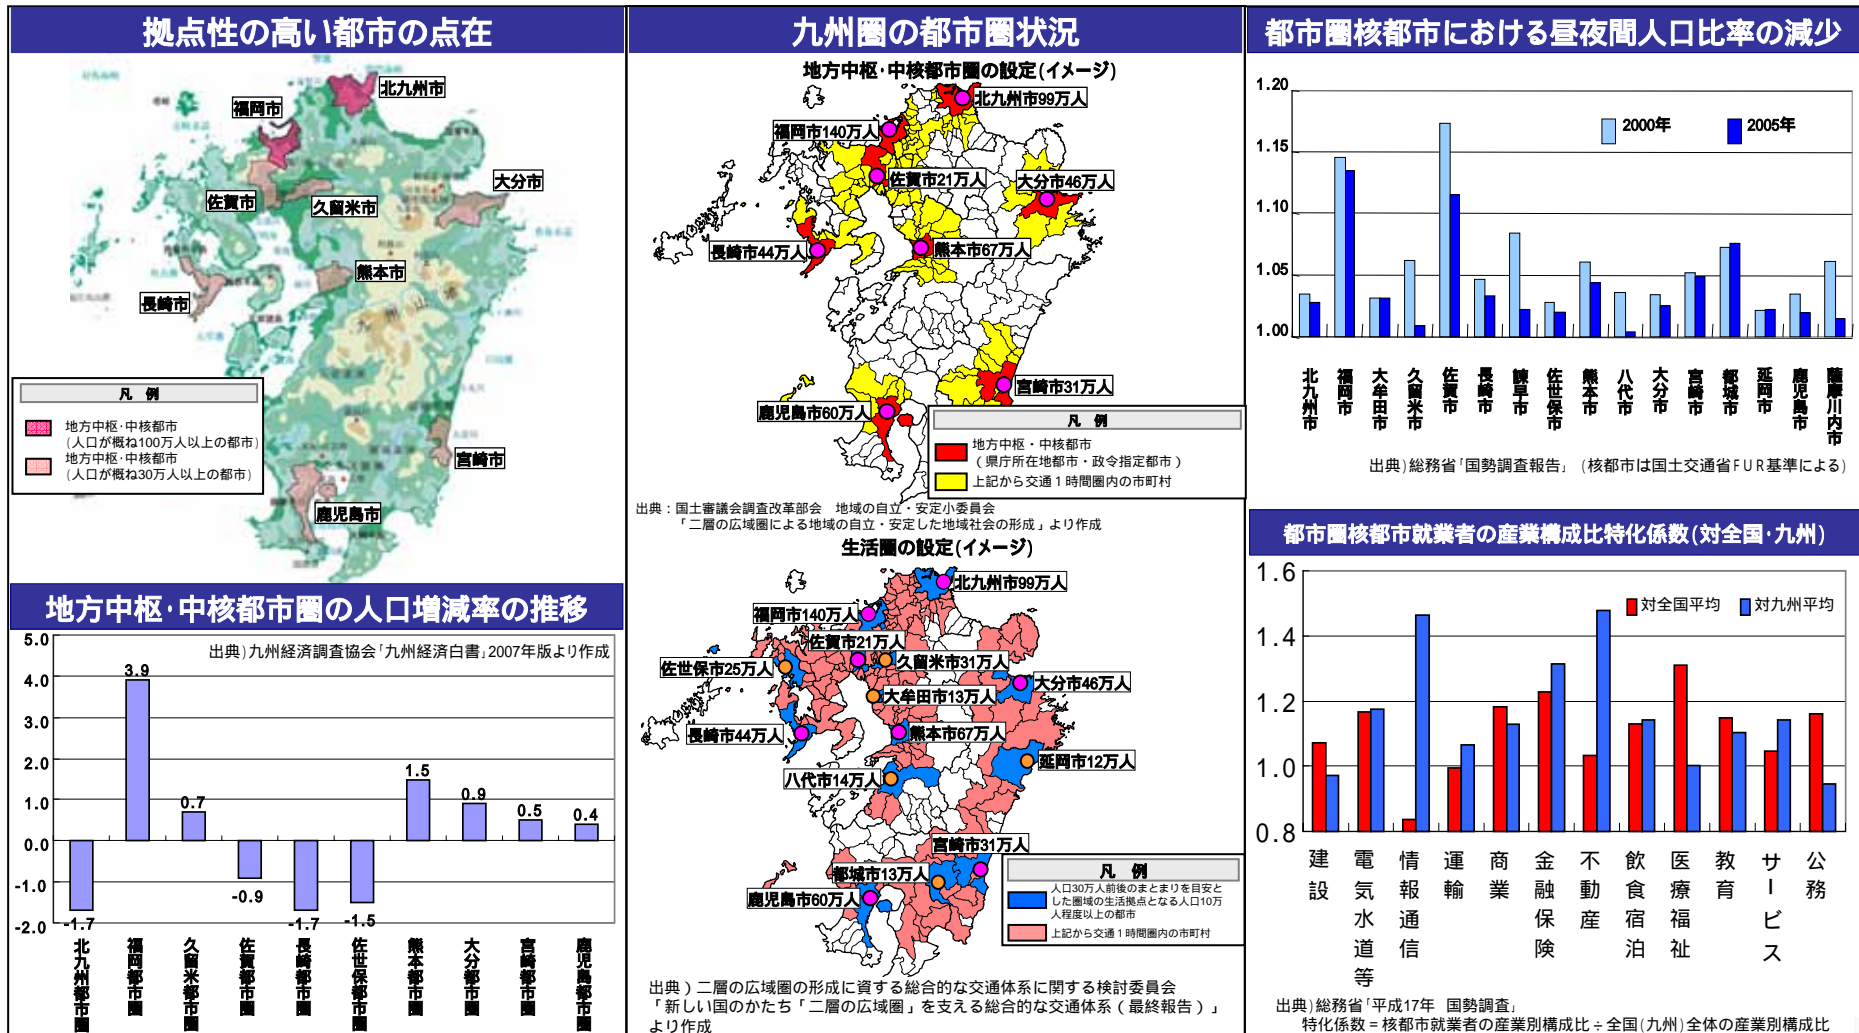 拠点性の高い都市の点在
北九州市
福岡市
大分市
佐賀市
久留米市
熊本市
長崎市
宮崎市
鹿児島市
凡 例
地方中枢・中核都市
(人口が概ね100万人以上の都市)
地方中枢・中核都市
(人口が概ね30万人以上の都市)
地方中枢・中核都市圏の人口増減率の推移
出典)九州経済調査協会「九州経済白書」2007年版より作成
5.0
4.0
3.0
2.0
1.0
0.0
-1.0
-2.0
-1.7
3.9
0.7
-0.9
-1.7
-1.5
1.5
0.9
0.5
0.4
北九州都市圏
福岡都市圏
久留米都市圏
佐賀都市圏
長崎都市圏
佐世保都市圏
熊本都市圏
大分都市圏
宮崎都市圏
鹿児島都市圏
九州圏の都市圏状況
地方中枢・中核都市圏の設定(イメージ)
北九州市99万人
福岡市140万人
佐賀市21万人
大分市46万人
長崎市44万人
熊本市67万人
宮崎市31万人
鹿児島市60万人
凡 例
地方中枢・中核都市
(県庁所在地都市・政令指定都市)
上記から交通1時間圏内の市町村
出典:国土審議会調査改革部会 地域の自立・安定小委員会
「二層の広域圏による地域の自立・安定した地域社会の形成」より作成
生活圏の設定(イメージ)
北九州市99万人
福岡市140万人
佐賀市21万人
佐世保市25万人
久留米市31万人
大分市46万人
大牟田市13万人
長崎市44万人
熊本市67万人
延岡市12万人
八代市14万人
宮崎市31万人
都城市13万人
鹿児島市60万人
凡 例
人口30万人前後のまとまりを目安と
した圏域の生活拠点となる人口10万
人程度以上の都市
上記から交通1時間圏内の市町村
出典)二層の広域圏の形成に資する総合的な交通体系に関する検討委員会
「新しい国のかたち「二層の広域圏」を支える総合的な交通体系(最終報告)」
より作成
都市圏核都市における昼夜間人口比率の減少
1.20
1.15
1.10
1.05
1.00
2000年
2005年
北九州市
福岡市
大牟田市
久留米市
佐賀市
長崎市
諫早市
佐世保市
熊本市
八代市
大分市
宮崎市
都城市
延岡市
鹿児島市
薩摩川内市
出典)総務省「国勢調査報告」 (核都市は国土交通省FUR基準による)
都市圏核都市就業者の産業構成比特化係数(対全国・九州)
1.6
1.4
1.2
1.0
0.8
対全国平均
対九州平均
建設
電気水道等
情報通信
運輸
商業
金融保険
不動産
飲食宿泊
医療福祉
教育
サービス
公務
出典)総務省「平成17年 国勢調査」
特化係数=核都市就業者の産業別構成比÷全国(九州)全体の産業別構成比